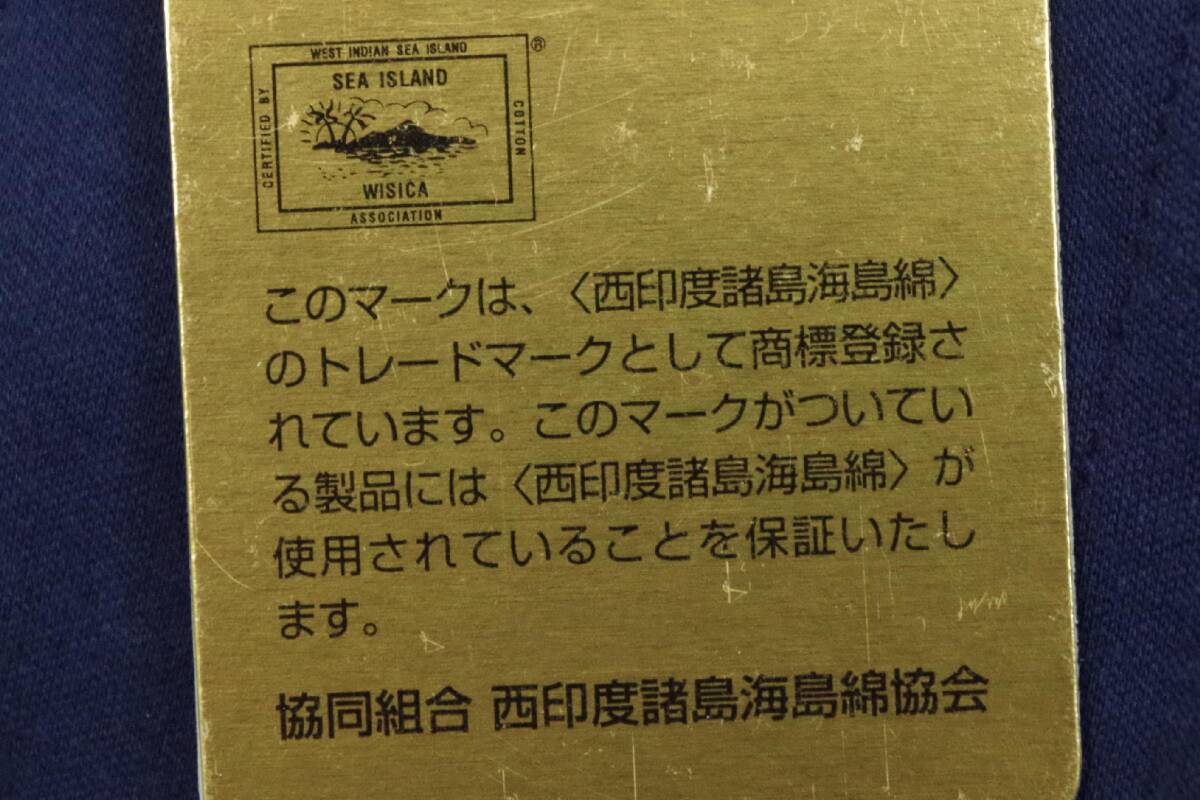 WEST INDIAN SEA ISLAND
®
SEA ISLAND
CERTIFIED BY
COTTON
WISICA
ASSOCIATION
このマークは、〈西印度諸島海島綿〉
のトレードマークとして商標登録さ
れています。このマークがついてい
る製品には〈西印度諸島海島綿〉が
使用されていることを保証いたし
ます。
協同組合 西印度諸島海島綿協会